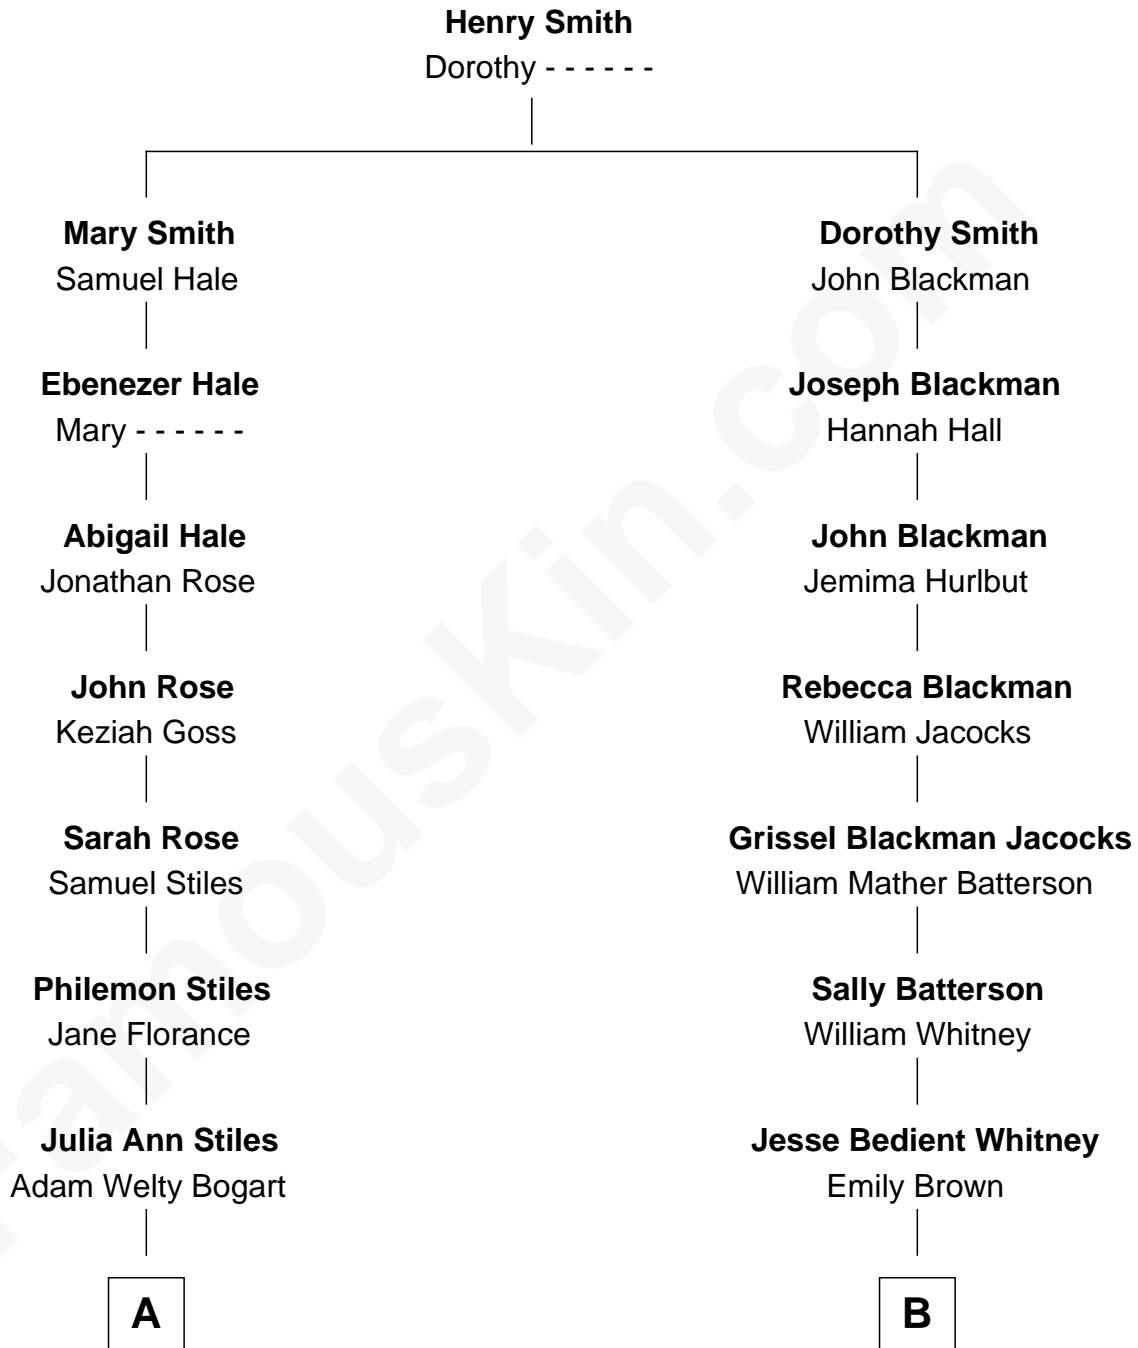 Henry Smith
Dorothy - - - - - -
Mary Smith
Samuel Hale
Ebenezer Hale
Mary - - - - - -
Abigail Hale
Jonathan Rose
John Rose
Keziah Goss
Sarah Rose
Samuel Stiles
Philemon Stiles
Jane Florance
Julia Ann Stiles
Adam Welty Bogart
A
Dorothy Smith
John Blackman
Joseph Blackman
Hannah Hall
John Blackman
Jemima Hurlbut
Rebecca Blackman
William Jacocks
Grissel Blackman Jacocks
William Mather Batterson
Sally Batterson
William Whitney
Jesse Bedient Whitney
Emily Brown
B
FamousKin.com